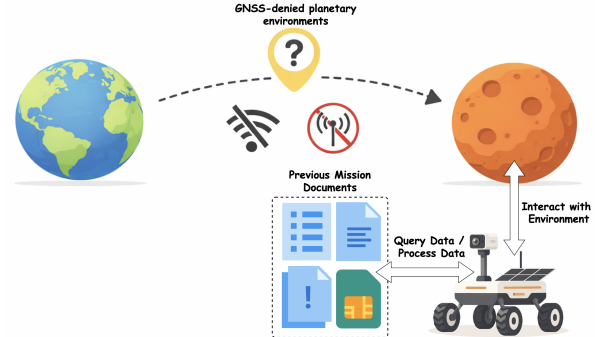 GNSS-denied planetary
environments
?
Previous Mission
Documents
!
Query Data /
Process Data
Interact with
Environment